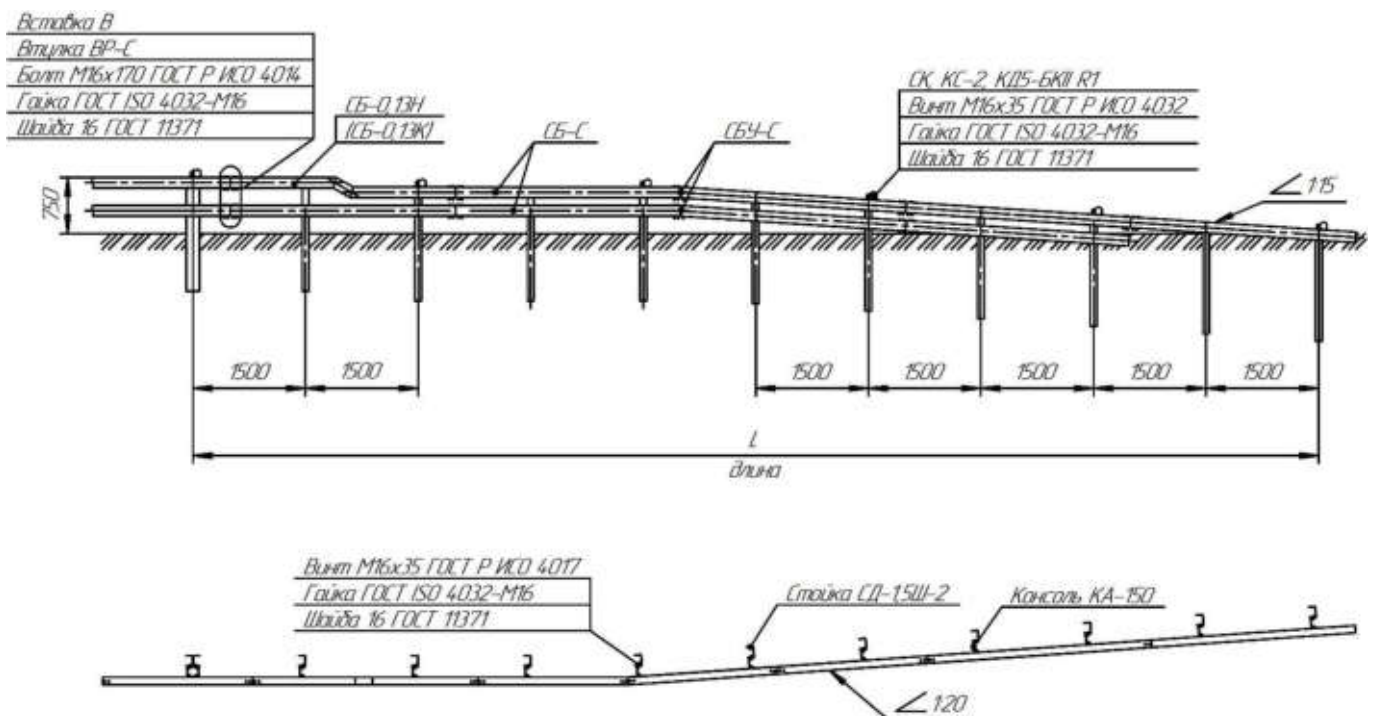 Вставка В
Втулка ВР-С
Болт М16х170 ГОСТ Р ИСО 4014
Гайка ГОСТ ISO 4032-М16
Шайба 16 ГОСТ 11371
СБ-0,13Н
(СБ-0,13К)
СБ-С
СБУ-С
СК, КС-2, КД5-БКП R1
Винт М16х35 ГОСТ Р ИСО 4032
Гайка ГОСТ ISO 4032-М16
Шайба 16 ГОСТ 11371
1:15
750
1500
1500
1500
1500
1500
1500
1500
L
длина
Винт М16х35 ГОСТ Р ИСО 4017
Гайка ГОСТ ISO 4032-М16
Шайба 16 ГОСТ 11371
Стойка СД-1,5Ш-2
Консоль КА-150
1:20